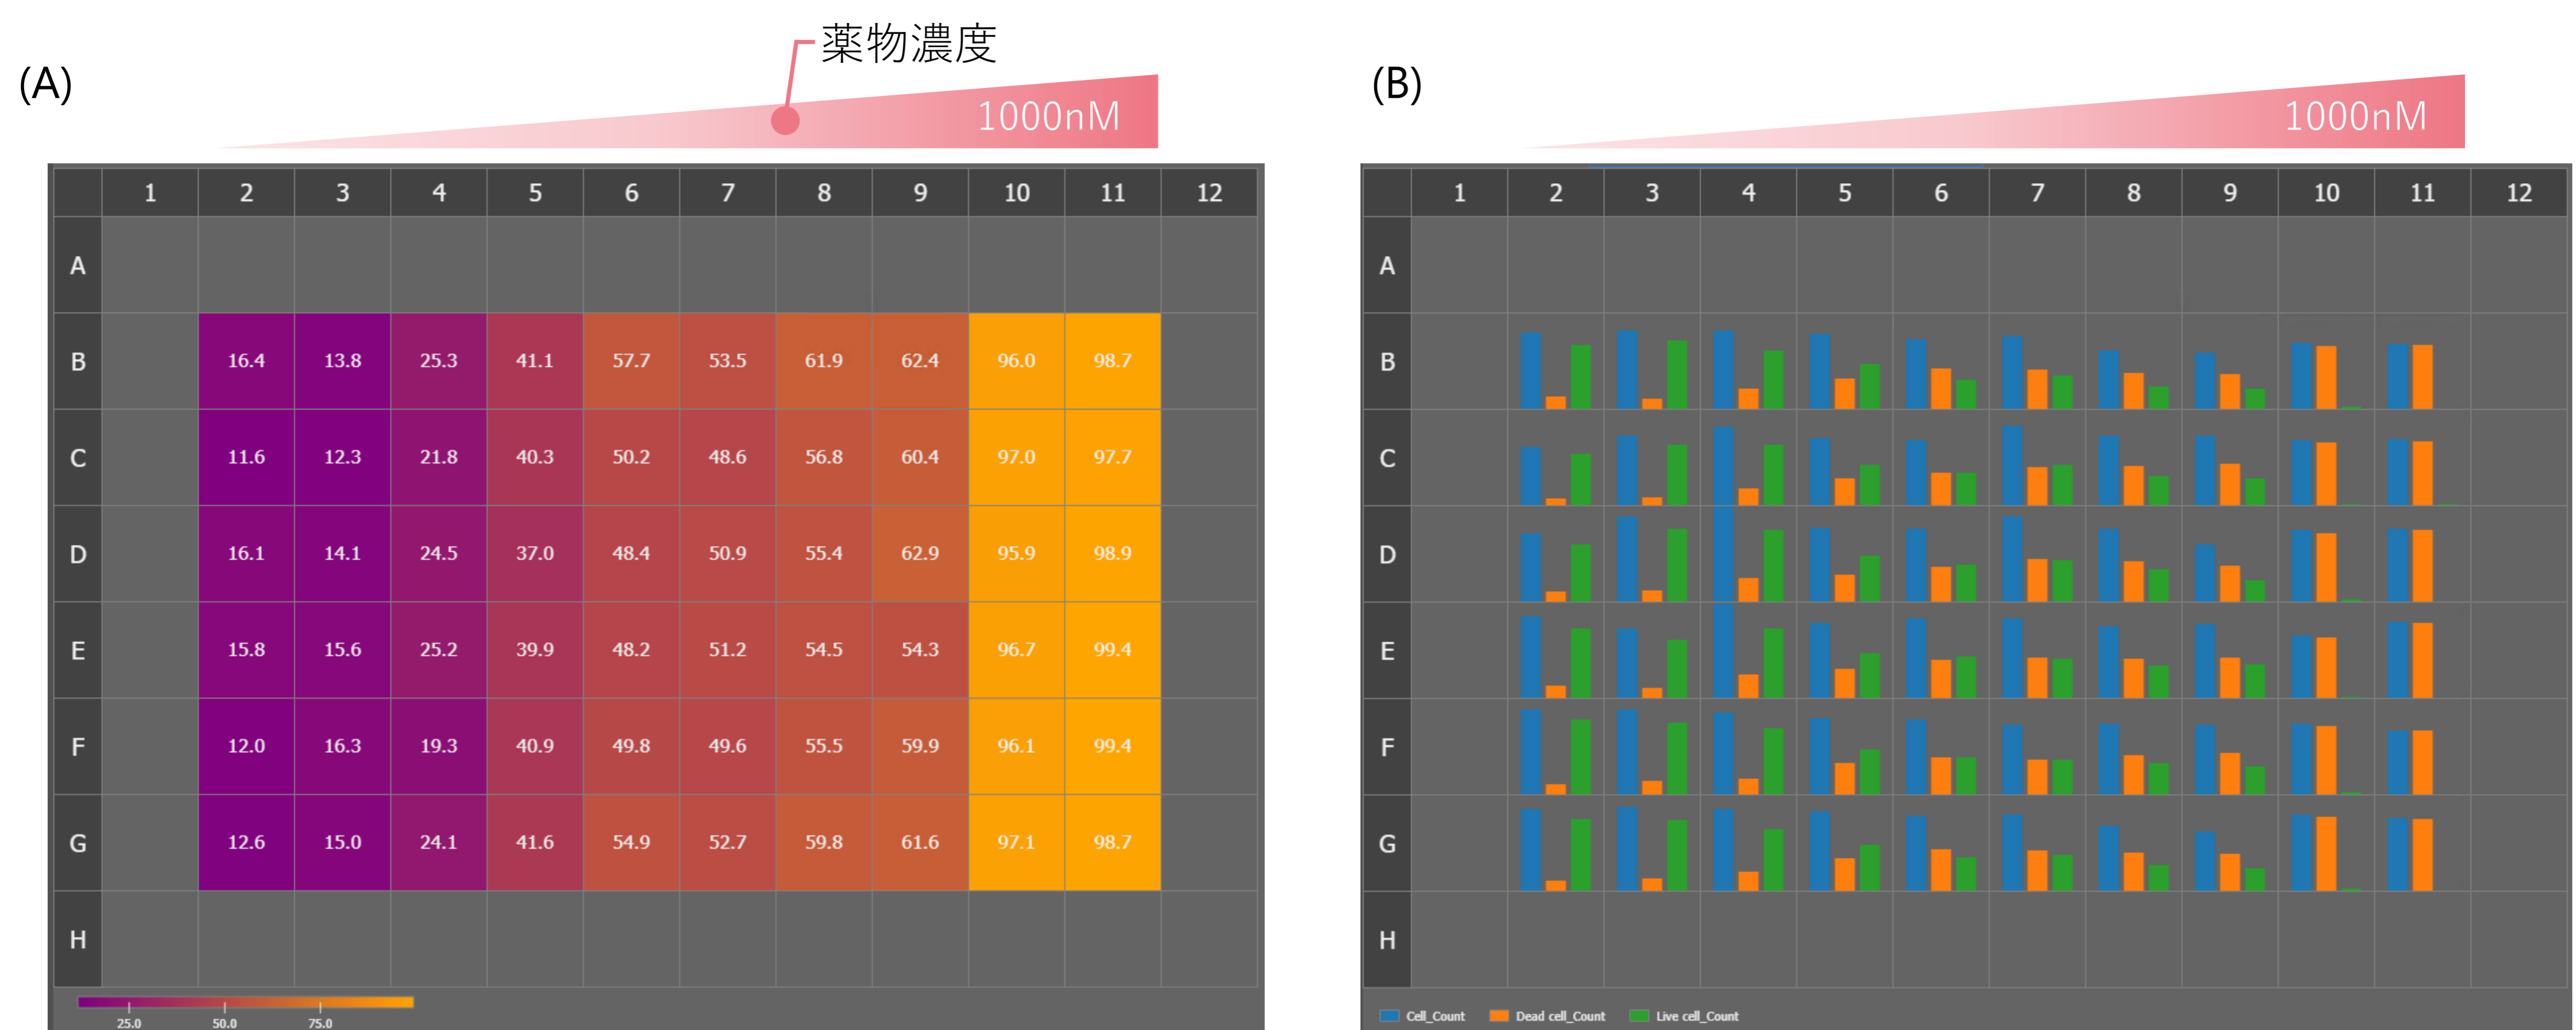 (A)
薬物濃度
1000nM
1 2 3 4 5 6 7 8 9 10 11 12
A
B 16.4 13.8 25.3 41.1 57.7 53.5 61.9 62.4 96.0 98.7
C 11.6 12.3 21.8 40.3 50.2 48.6 56.8 60.4 97.0 97.7
D 16.1 14.1 24.5 37.0 48.4 50.9 55.4 62.9 95.9 98.9
E 15.8 15.6 25.2 39.9 48.2 51.2 54.5 54.3 96.7 99.4
F 12.0 16.3 19.3 40.9 49.8 49.6 55.5 59.9 96.1 99.4
G 12.6 15.0 24.1 41.6 54.9 52.7 59.8 61.6 97.1 98.7
H
25.0 50.0 75.0
(B)
1000nM
1 2 3 4 5 6 7 8 9 10 11 12
A
B
C
D
E
F
G
H
Cell_Count Dead cell_Count Live cell_Count